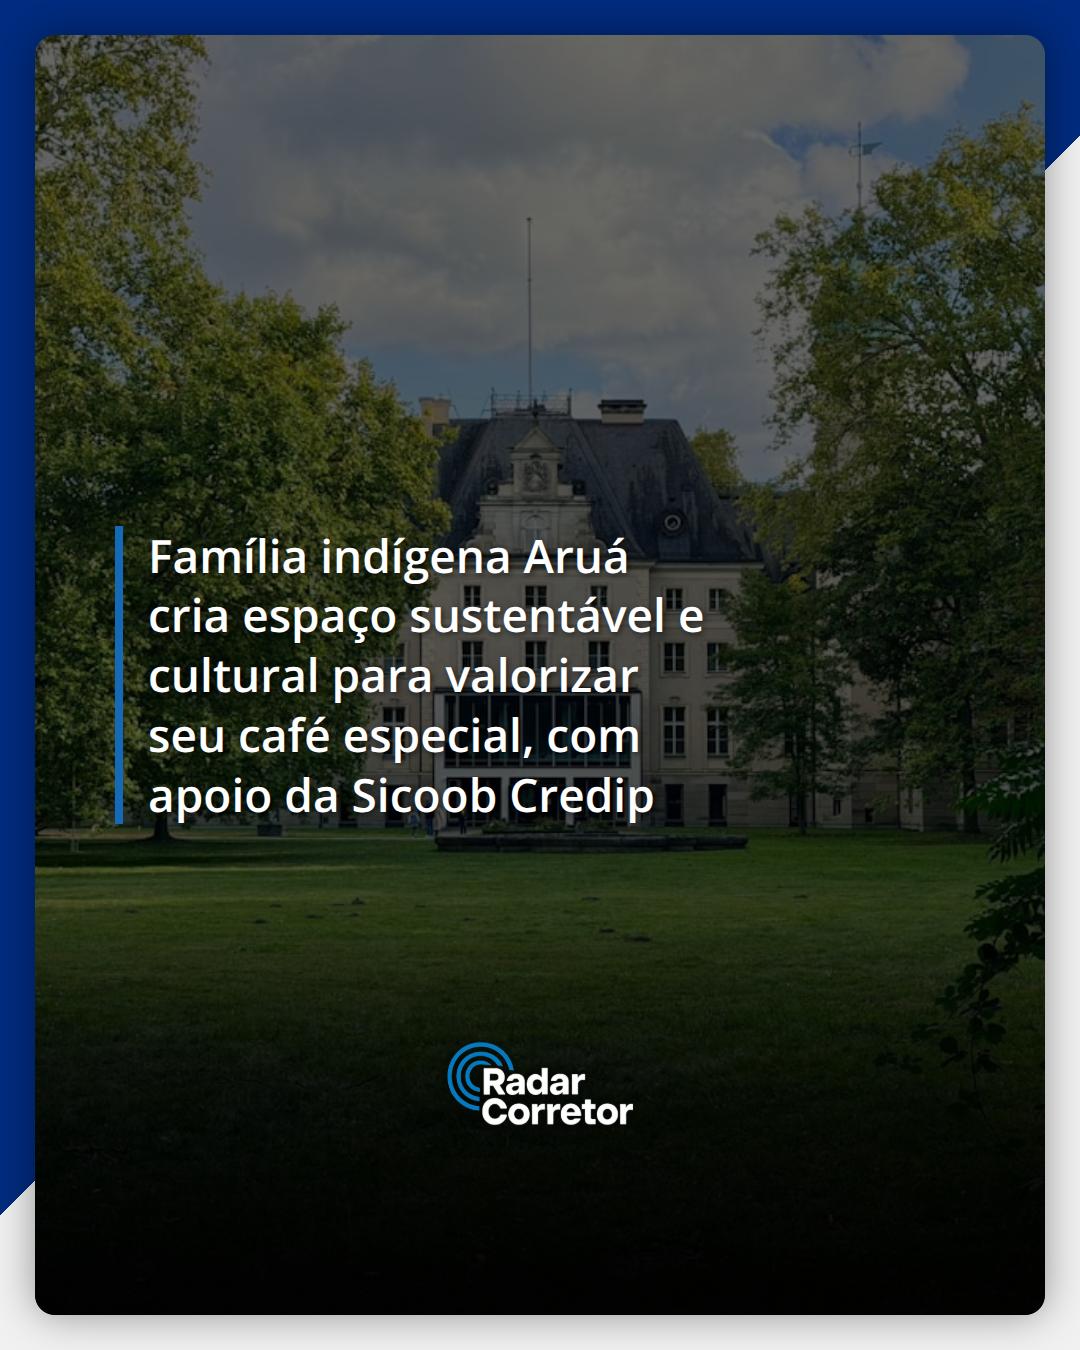 Família indígena Aruá
cria espaço sustentável e
cultural para valorizar
seu café especial, com
apoio da Sicoob Credip
Radar
Corretor